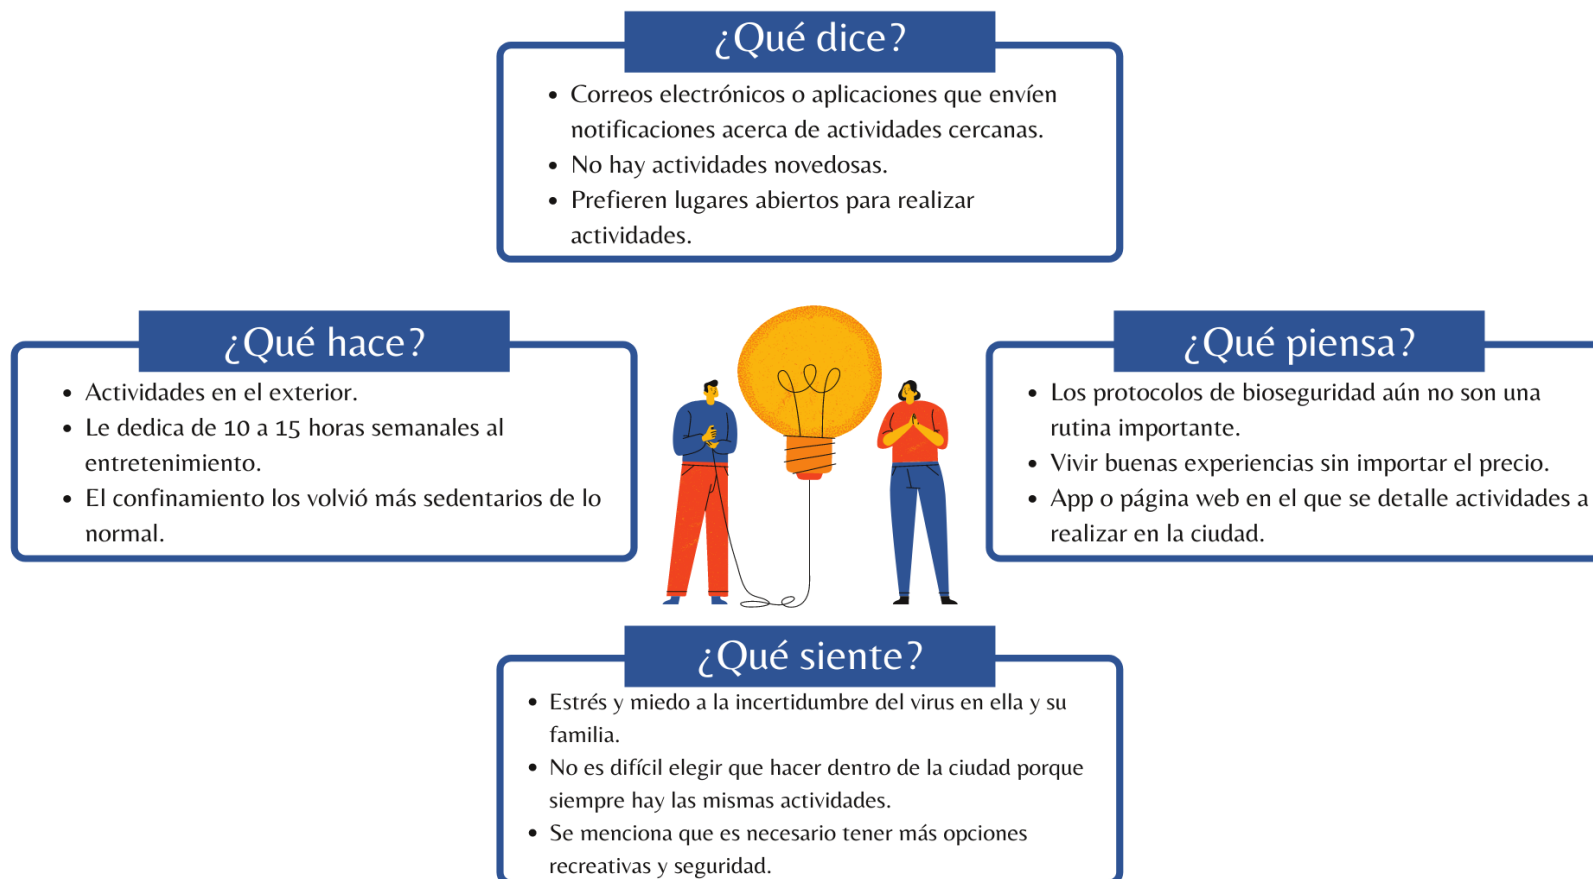 ¿Qué dice?
• Correos electrónicos o aplicaciones que envíen
notificaciones acerca de actividades cercanas.
• No hay actividades novedosas.
• Prefieren lugares abiertos para realizar
actividades.
¿Qué hace?
• Actividades en el exterior.
• Le dedica de 10 a 15 horas semanales al
entretenimiento.
• El confinamiento los volvió más sedentarios de lo
normal.
¿Qué piensa?
• Los protocolos de bioseguridad aún no son una
rutina importante.
• Vivir buenas experiencias sin importar el precio.
• App o página web en el que se detalle actividades a
realizar en la ciudad.
¿Qué siente?
• Estrés y miedo a la incertidumbre del virus en ella y su
familia.
• No es difícil elegir que hacer dentro de la ciudad porque
siempre hay las mismas actividades.
• Se menciona que es necesario tener más opciones
recreativas y seguridad.